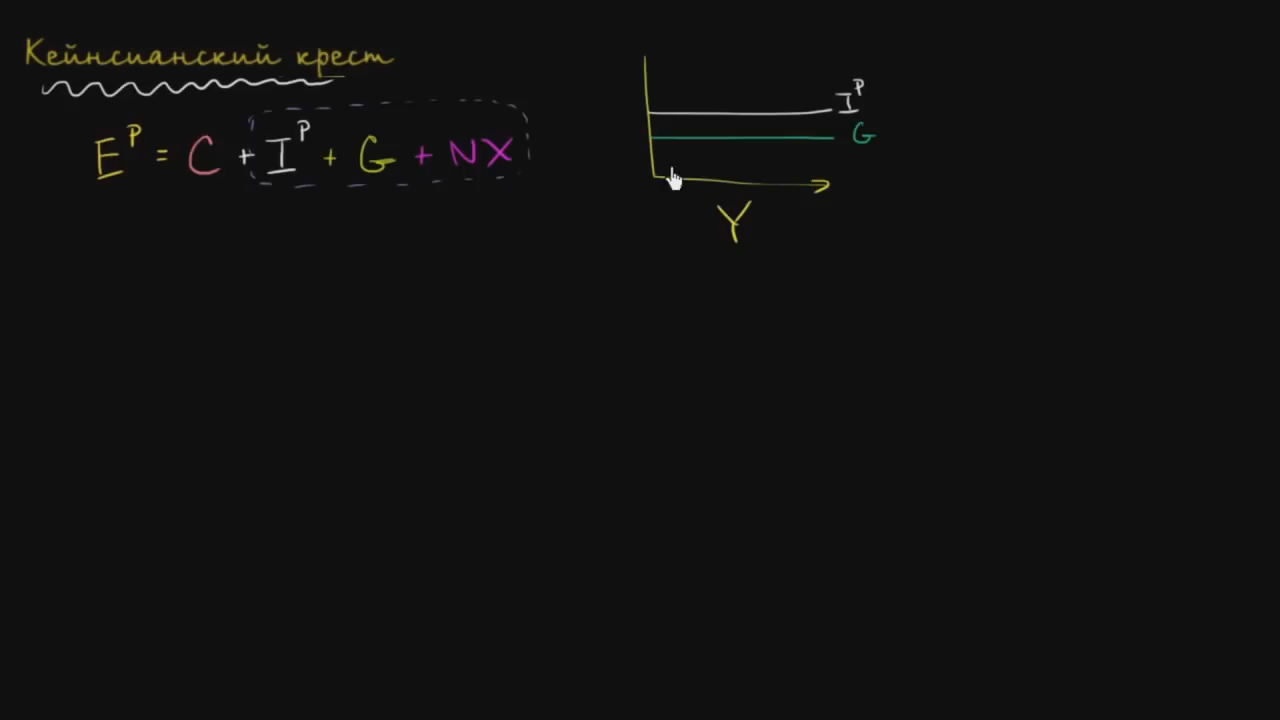 Кейнсианский крест
E^P = C + I^P + G + NX
I^P
G
Y